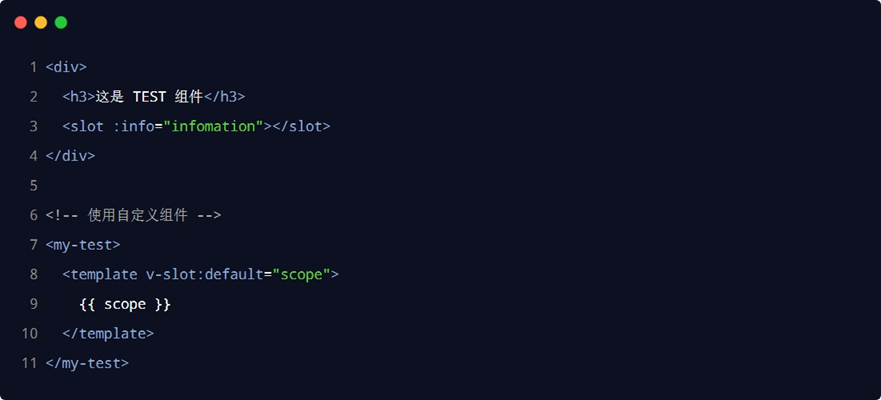 1 <div>
2   <h3>这是 TEST 组件</h3>
3   <slot :info="infomation"></slot>
4 </div>
5
6 <!-- 使用自定义组件 -->
7 <my-test>
8   <template v-slot:default="scope">
9     {{ scope }}
10   </template>
11 </my-test>